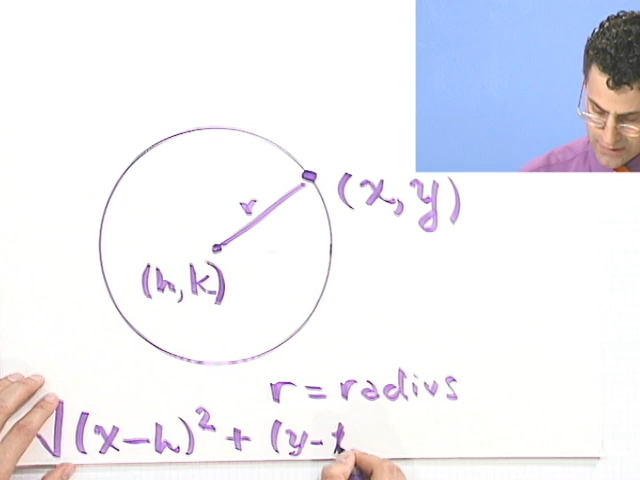 r
(x, y)
(h, k)
r = radius
√(x-h)² + (y-